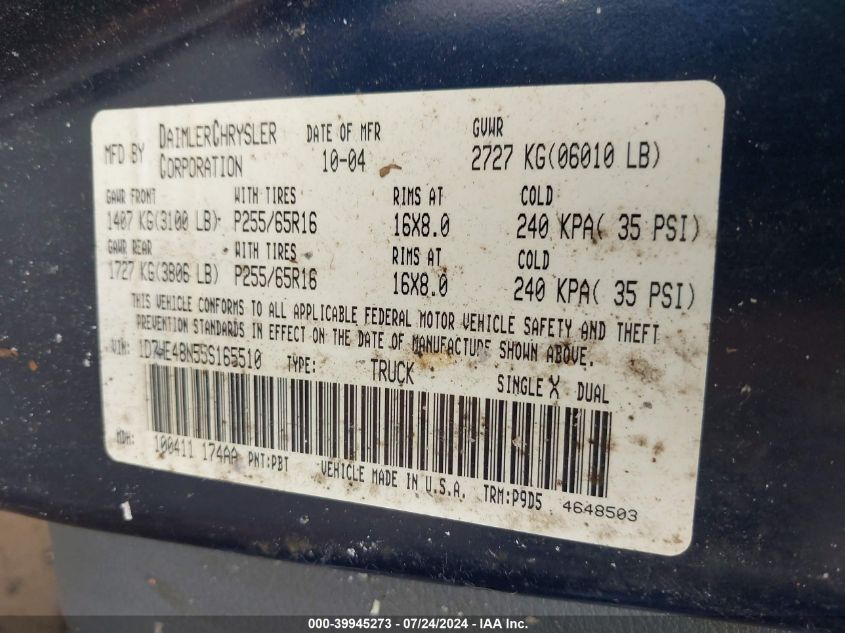 MFD BY DAIMLERCHRYSLER CORPORATION DATE OF MFR 10-04 GVWR 2727 KG(06010 LB)
GAWR FRONT WITH TIRES RIMS AT COLD
1407 KG(3100 LB) P255/65R16 16X8.0 240 KPA( 35 PSI)
GAWR REAR WITH TIRES RIMS AT COLD
1727 KG(3806 LB) P255/65R16 16X8.0 240 KPA( 35 PSI)
THIS VEHICLE CONFORMS TO ALL APPLICABLE FEDERAL MOTOR VEHICLE SAFETY AND THEFT
PREVENTION STANDARDS IN EFFECT ON THE DATE OF MANUFACTURE SHOWN ABOVE.
VIN: 1D7HE48N55S165510 TYPE: TRUCK SINGLE X DUAL
MDH: 100411 174AA PNT:PBT VEHICLE MADE IN U.S.A. TRM:P9D5 4648503
000-39945273 - 07/24/2024 - IAA Inc.